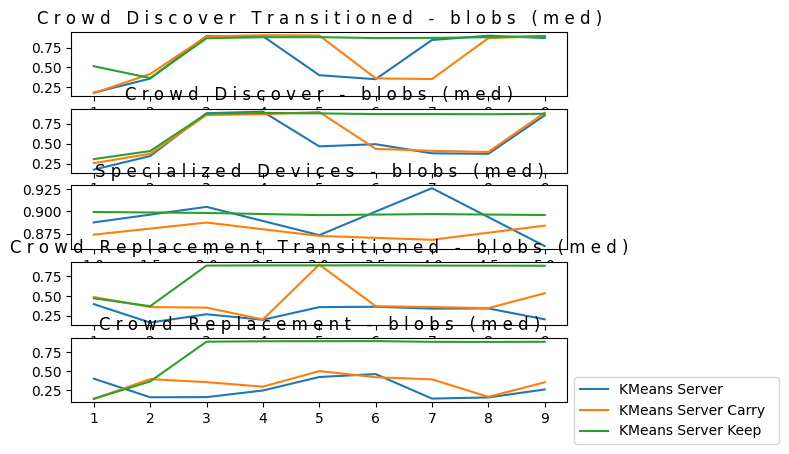 Crowd Discover Transitioned - blobs (med)
0.75
0.50
0.25
Crowd Discover - blobs (med)
0.75
0.50
0.25
Specialized Devices - blobs (med)
0.925
0.900
0.875
Crowd Replacement Transitioned - blobs (med)
0.75
0.50
0.25
Crowd Replacement - blobs (med)
0.75
0.50
0.25
1 2 3 4 5 6 7 8 9
KMeans Server
KMeans Server Carry
KMeans Server Keep